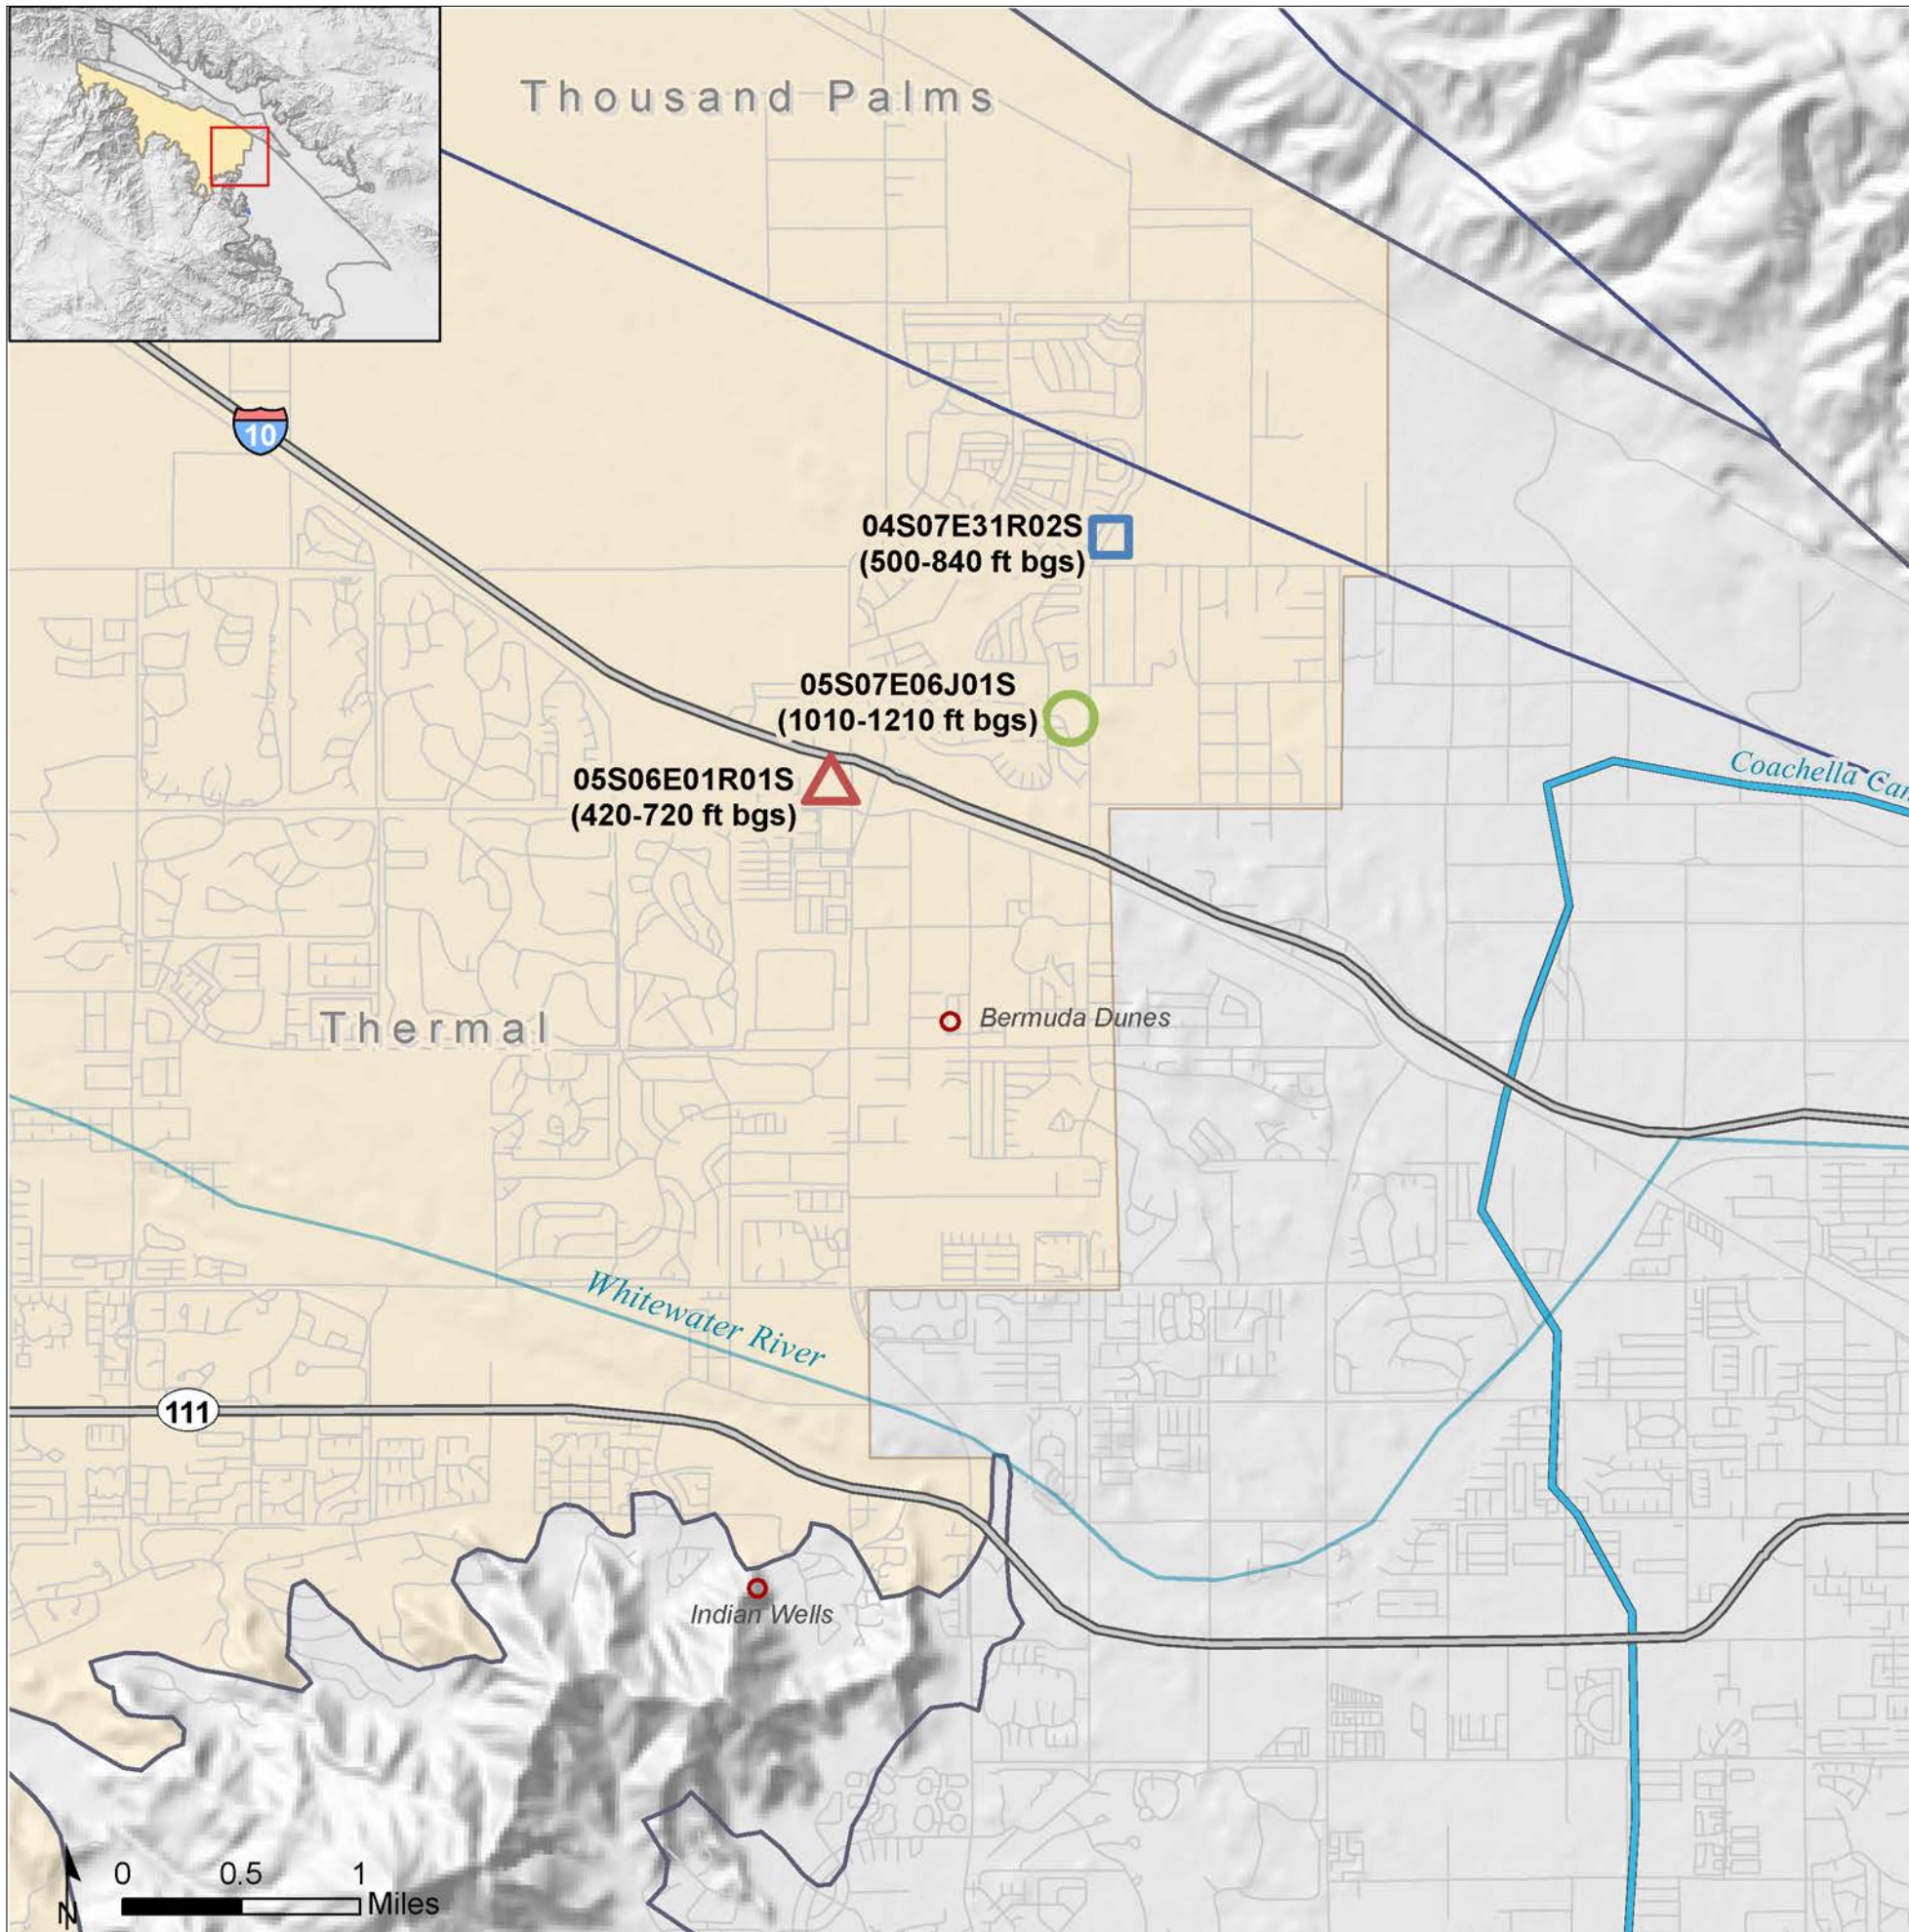 Thousand Palms
10
04S07E31R02S
(500-840 ft bgs)
05S07E06J01S
(1010-1210 ft bgs)
05S06E01R01S
(420-720 ft bgs)
Coachella Can
Bermuda Dunes
Thermal
Whitewater River
111
Indian Wells
0 0.5 1
Miles
N